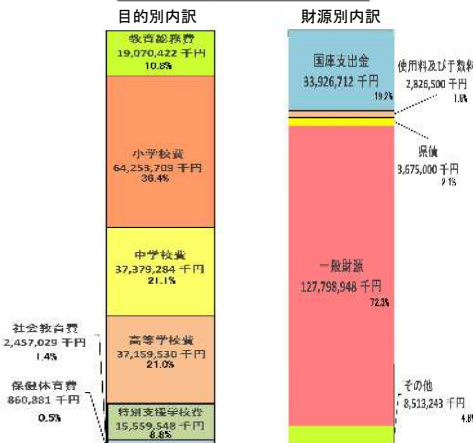 目的別内訳
教育総務費
19,070,422 千円
10.8%
小学校費
64,253,709 千円
36.4%
中学校費
37,379,284 千円
21.1%
高等学校費
37,159,530 千円
21.0%
社会教育費
2,457,029 千円
1.4%
保健体育費
860,881 千円
0.5%
特別支援学校費
15,559,548 千円
8.8%
財源別内訳
国庫支出金
33,926,712 千円
19.2%
使用料及び手数料
2,826,500 千円
1.6%
県債
3,675,000 千円
2.1%
一般財源
127,798,948 千円
72.3%
その他
8,513,243 千円
4.8%